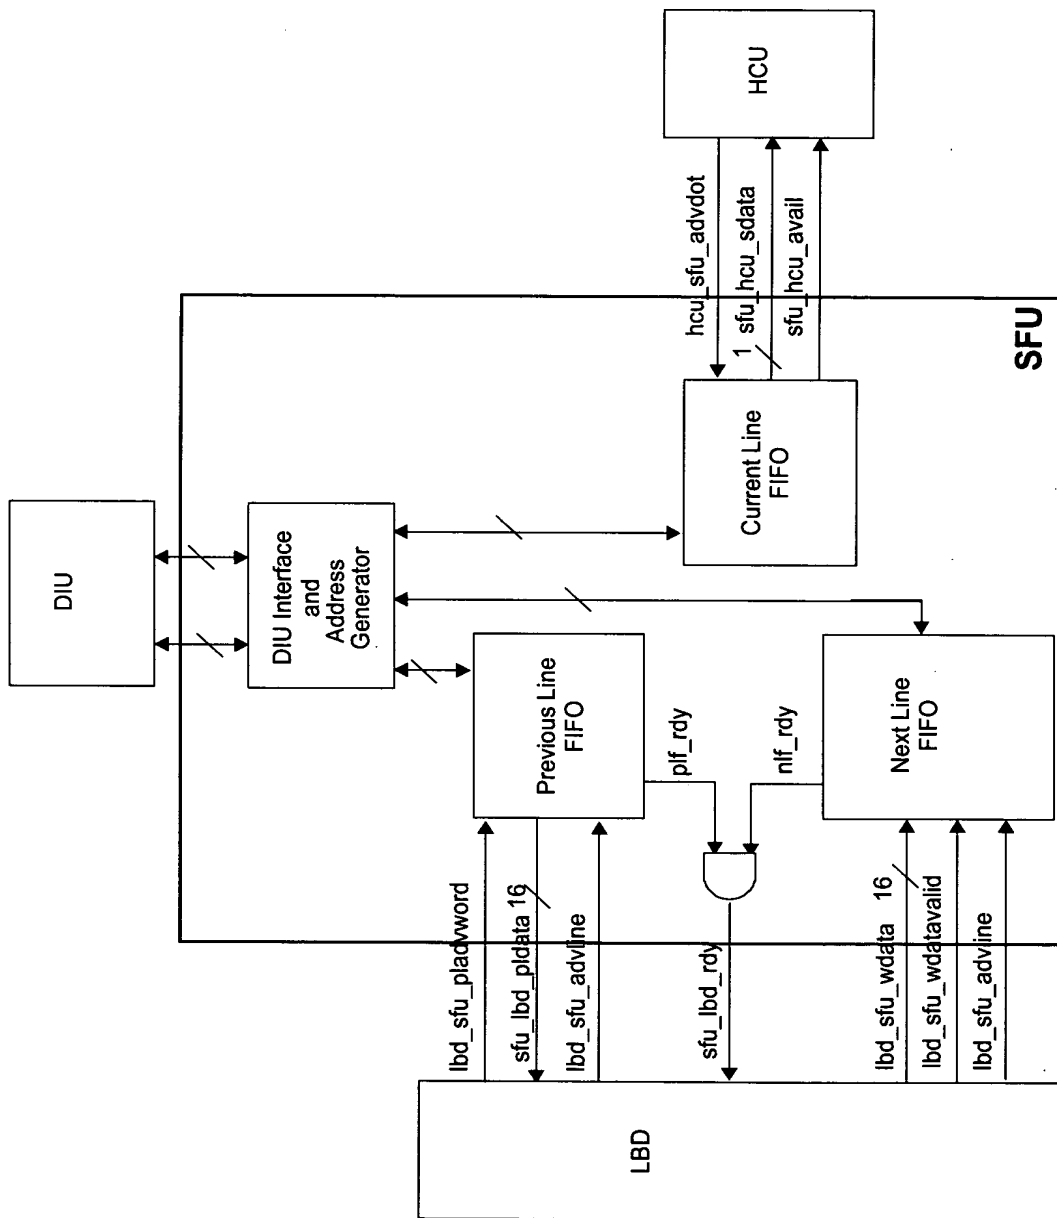 HCU
hcu_sfu_advdot
1 sfu_hcu_sdata
sfu_hcu_avail
SFU
DIU
DIU Interface
and
Address
Generator
Current Line
FIFO
Previous Line
FIFO
plf_rdy
nlf_rdy
Next Line
FIFO
lbd_sfu_pladvword
sfu_lbd_pldata 16
lbd_sfu_advline
sfu_lbd_rdy
lbd_sfu_wdata 16
lbd_sfu_wdatavalid
lbd_sfu_advline
LBD